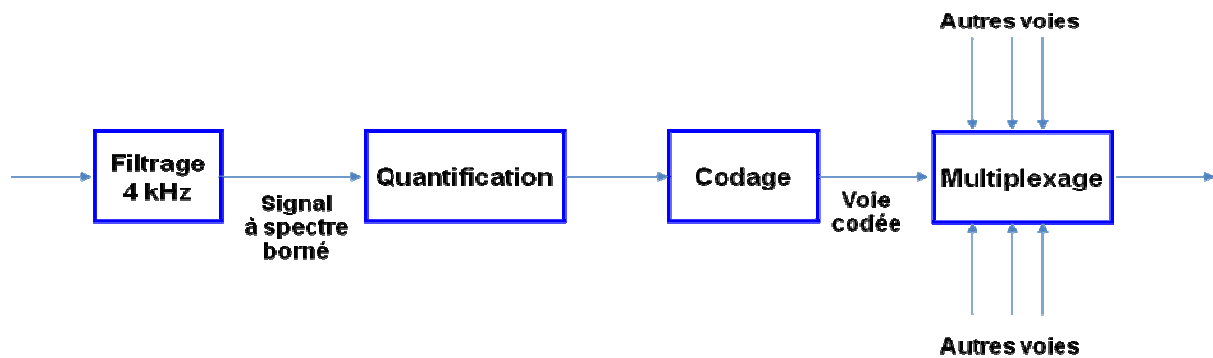 Autres voies
Filtrage
4 kHz
Signal
à spectre
borné
Quantification
Codage
Voie
codée
Multiplexage
Autres voies